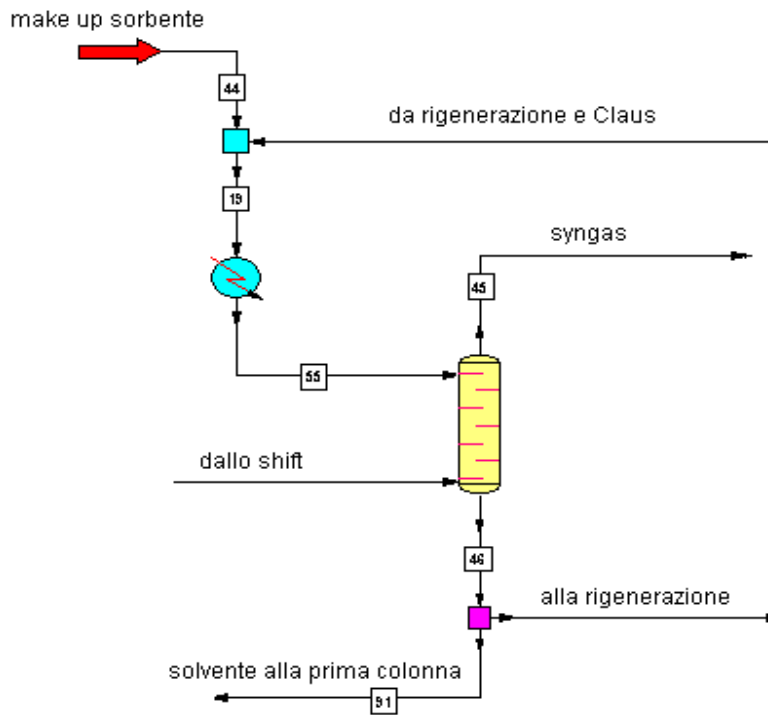 make up sorbente
44
da rigenerazione e Claus
19
syngas
45
55
dallo shift
46
alla rigenerazione
solvente alla prima colonna
91